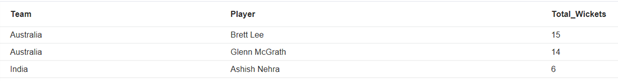 Team Player Total_Wickets
Australia Brett Lee 15
Australia Glenn McGrath 14
India Ashish Nehra 6